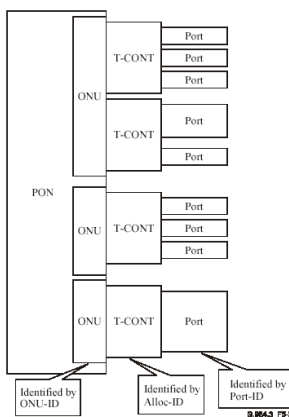 PON
ONU
T-CONT
Port
Port
Port
T-CONT
Port
Port
ONU
T-CONT
Port
Port
Port
ONU
T-CONT
Port
Identified by
ONU-ID
Identified by
Alloc-ID
Identified by
Port-ID